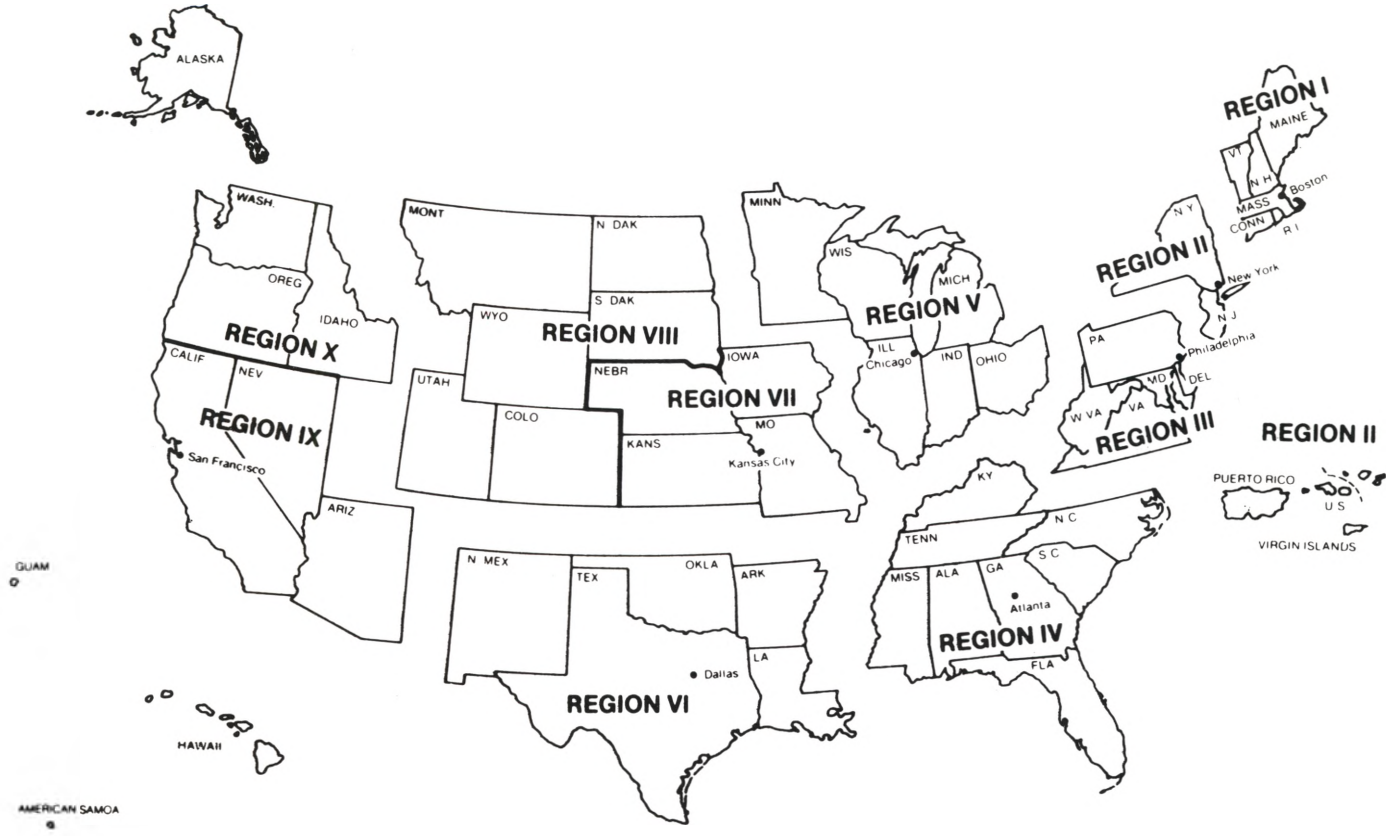 ALASKA
REGION I
MAINE
VT
N H
Boston
MASS
CONN
R I
N Y
REGION II
New York
N J
WASH.
OREG
IDAHO
REGION X
MONT
N DAK
S DAK
WYO
REGION VIII
UTAH
COLO
MINN
WIS
MICH
REGION V
ILL
Chicago
IND
OHIO
PA
Philadelphia
MD
DEL
W VA
VA
REGION III
IOWA
NEBR
REGION VII
MO
KANS
Kansas City
CALIF
NEV
REGION IX
San Francisco
ARIZ
REGION II
PUERTO RICO
U S
VIRGIN ISLANDS
KY
TENN
N C
S C
MISS
ALA
GA
Atlanta
REGION IV
FLA
N MEX
TEX
OKLA
ARK
LA
Dallas
REGION VI
GUAM
HAWAII
AMERICAN SAMOA